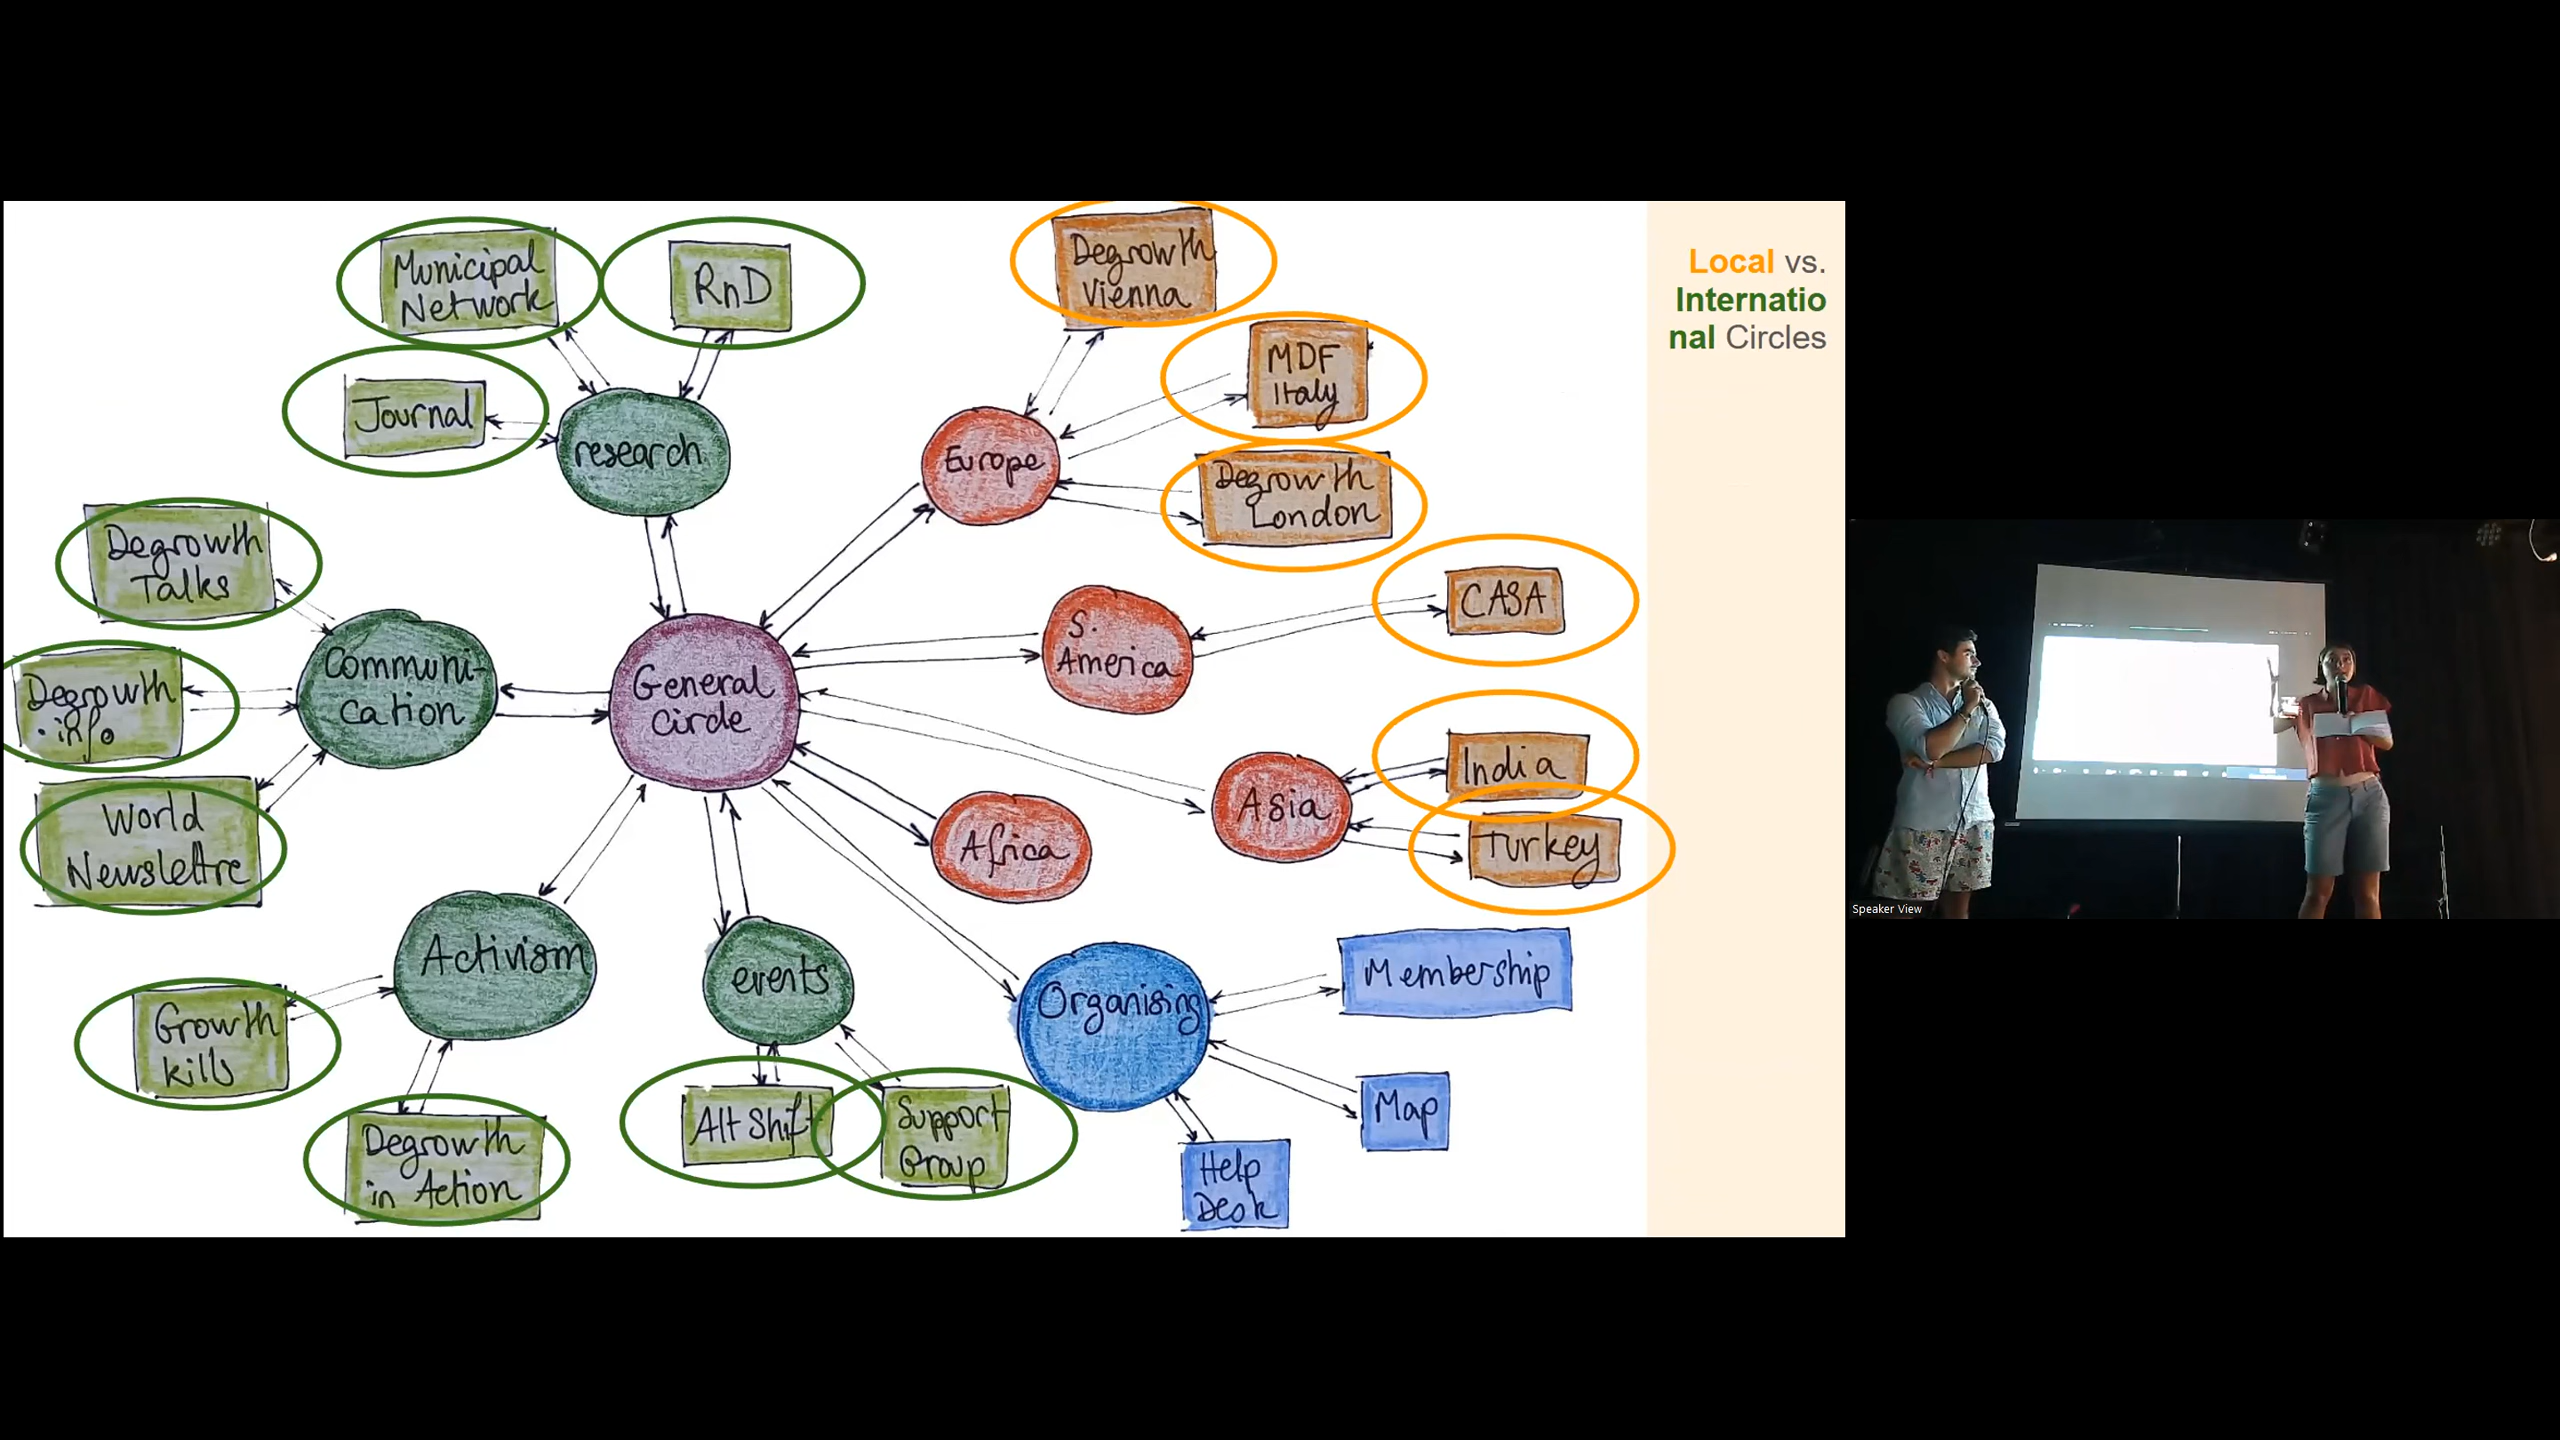 Municipal
Network
RnD
Journal
research
Degrowth
Vienna
MDF
Italy
Europe
Degrowth
London
Local vs.
Internatio
nal Circles
Degrowth
Talks
Communi-
cation
Degrowth
.info
World
Newslettre
General
Circle
S.
America
CASA
India
Asia
Turkey
Africa
Activism
Growth
kills
Degrowth
in Action
events
Alt Shift
Support
Group
Organising
Membership
Map
Help
Desk
Speaker View